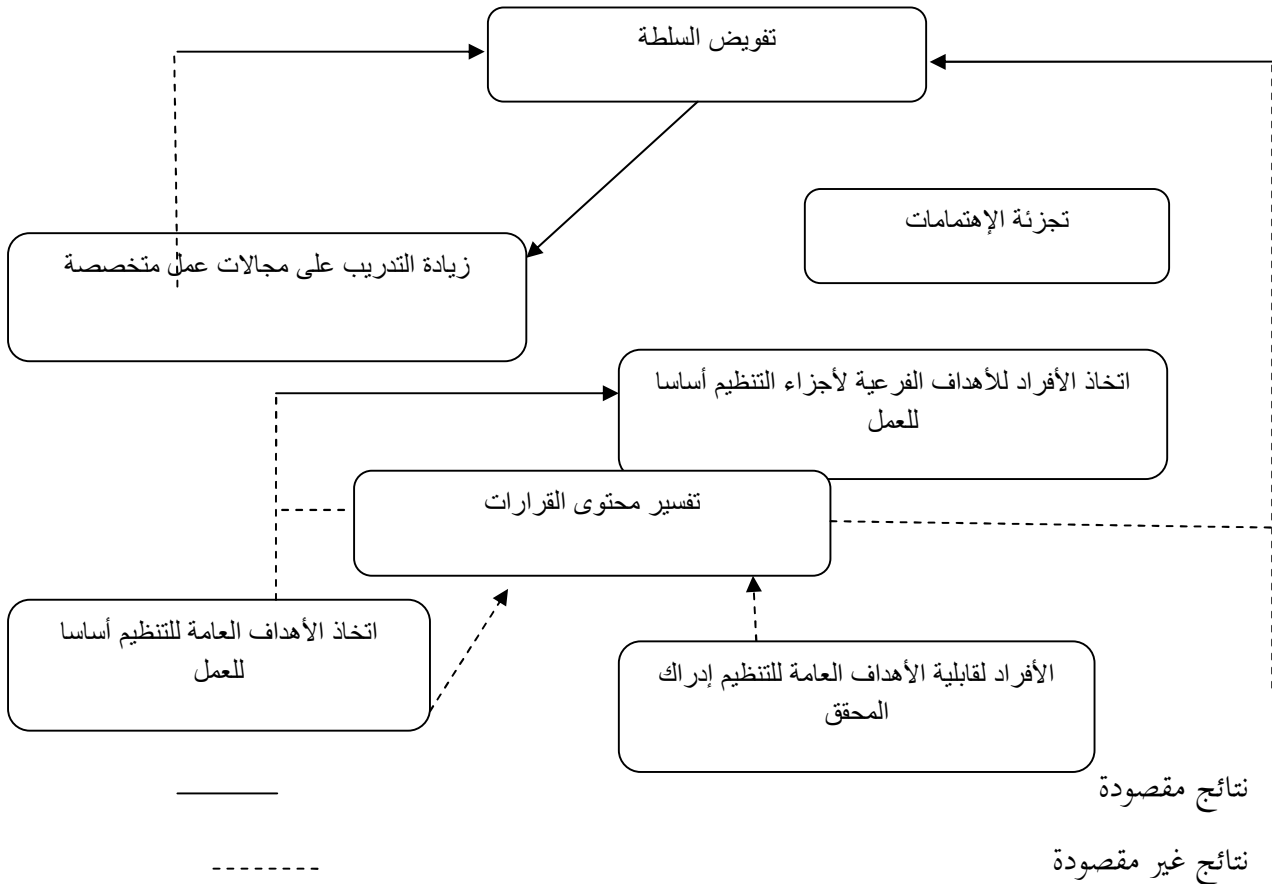 تفويض السلطة
تجزئة الإهتمامات
زيادة التدريب على مجالات عمل متخصصة
اتخاذ الأفراد للأهداف الفرعية لأجزاء التنظيم أساسا
للعمل
تفسير محتوى القرارات
اتخاذ الأهداف العامة للتنظيم أساسا
للعمل
الأفراد لقابلية الأهداف العامة للتنظيم إدراك
المحقق
نتائج مقصودة
نتائج غير مقصودة